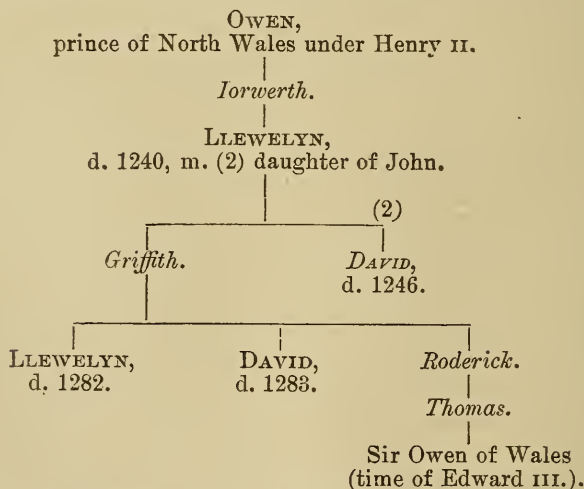 OWEN,
prince of North Wales under Henry II.
Iorwerth.
LLEWELYN,
d. 1240, m. (2) daughter of John.
(2)
Griffith. DAVID,
d. 1246.
LLEWELYN, DAVID, Roderick.
d. 1282. d. 1283. Thomas.
Sir Owen of Wales
(time of Edward III.).